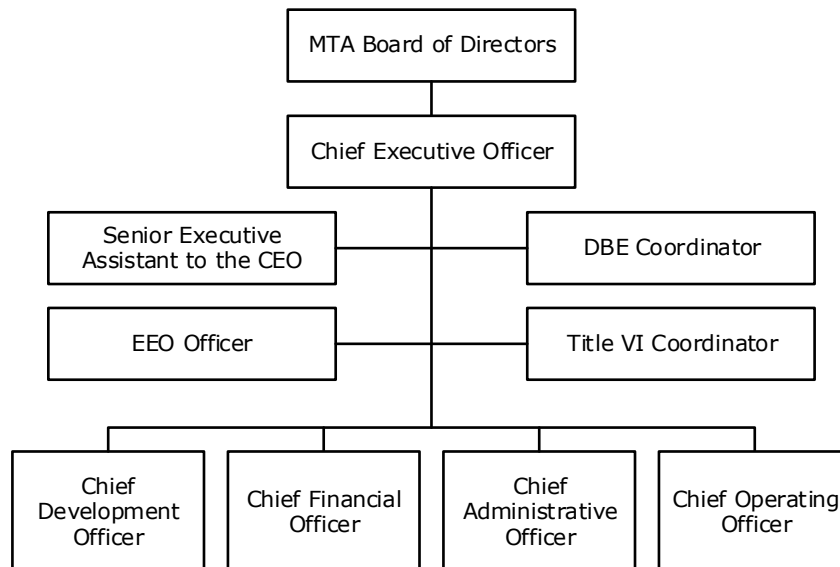 MTA Board of Directors
Chief Executive Officer
Senior Executive
Assistant to the CEO
DBE Coordinator
EEO Officer
Title VI Coordinator
Chief
Development
Officer
Chief Financial
Officer
Chief
Administrative
Officer
Chief Operating
Officer